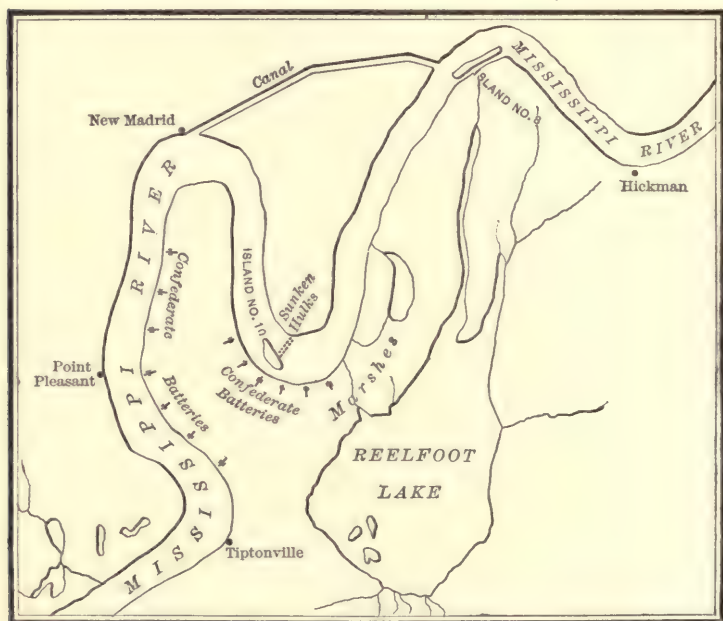 MISSISSIPPI
RIVER
Canal
ISLAND NO. 8
New Madrid
Hickman
MISSISSIPPI RIVER
ISLAND NO. 10
Sunken
Hulks
Confederate
Batteries
Point
Pleasant
Confederate
Batteries
Marshes
REELFOOT
LAKE
Tiptonville